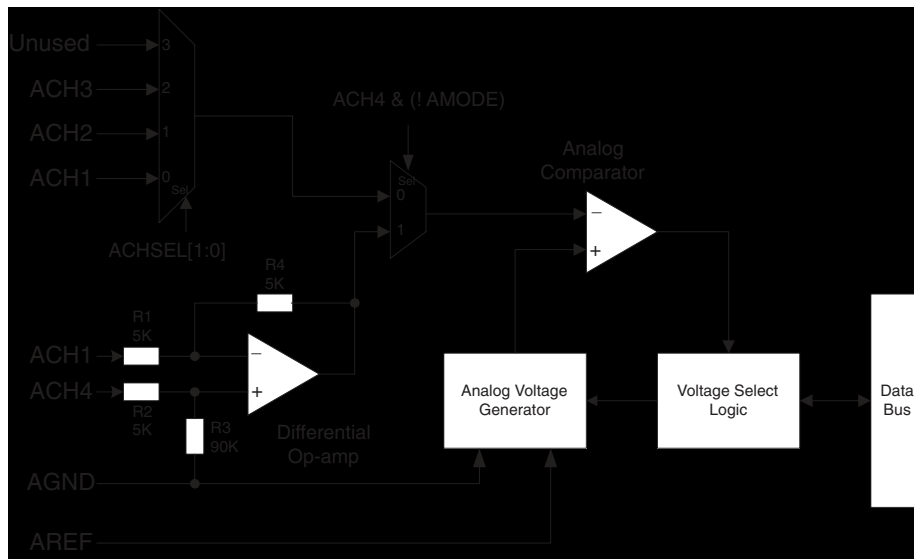 Unused
3
ACH3
2
ACH2
1
ACH1
0
Sel
ACHSEL[1:0]
ACH4 & (! AMODE)
Sel
0
1
Analog
Comparator
−
+
R4
5K
R1
5K
ACH1
−
ACH4
+
R2
5K
R3
90K
Differential
Op-amp
Analog Voltage
Generator
Voltage Select
Logic
Data
Bus
AGND
AREF